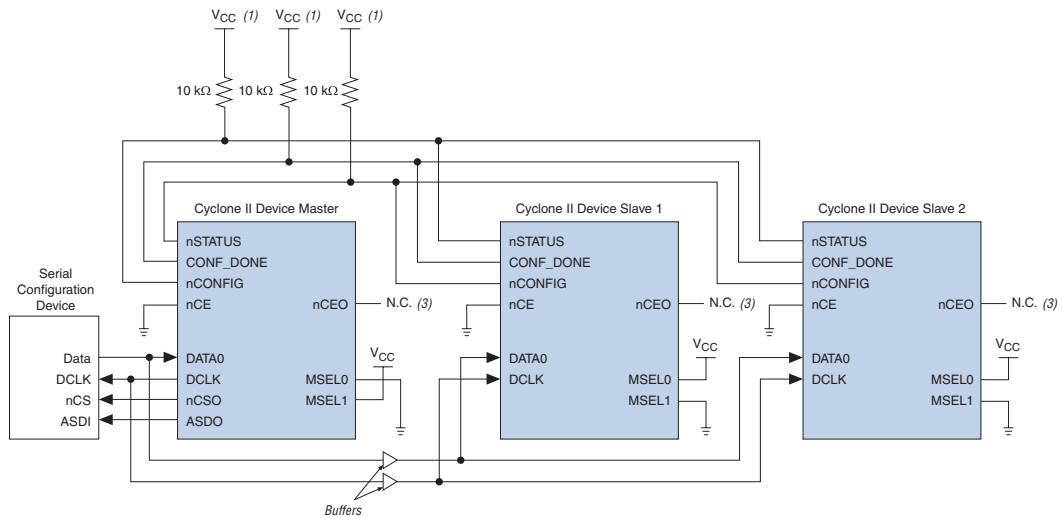 VCC (1) VCC (1) VCC (1)
10 kΩ 10 kΩ 10 kΩ
Cyclone II Device Master
nSTATUS
CONF_DONE
nCONFIG
nCE
nCEO
N.C. (3)
DATA0
DCLK
nCSO
ASDO
MSEL0
MSEL1
VCC
Serial
Configuration
Device
Data
DCLK
nCS
ASDI
Cyclone II Device Slave 1
nSTATUS
CONF_DONE
nCONFIG
nCE
nCEO
N.C. (3)
DATA0
DCLK
MSEL0
MSEL1
VCC
Cyclone II Device Slave 2
nSTATUS
CONF_DONE
nCONFIG
nCE
nCEO
N.C. (3)
DATA0
DCLK
MSEL0
MSEL1
VCC
Buffers